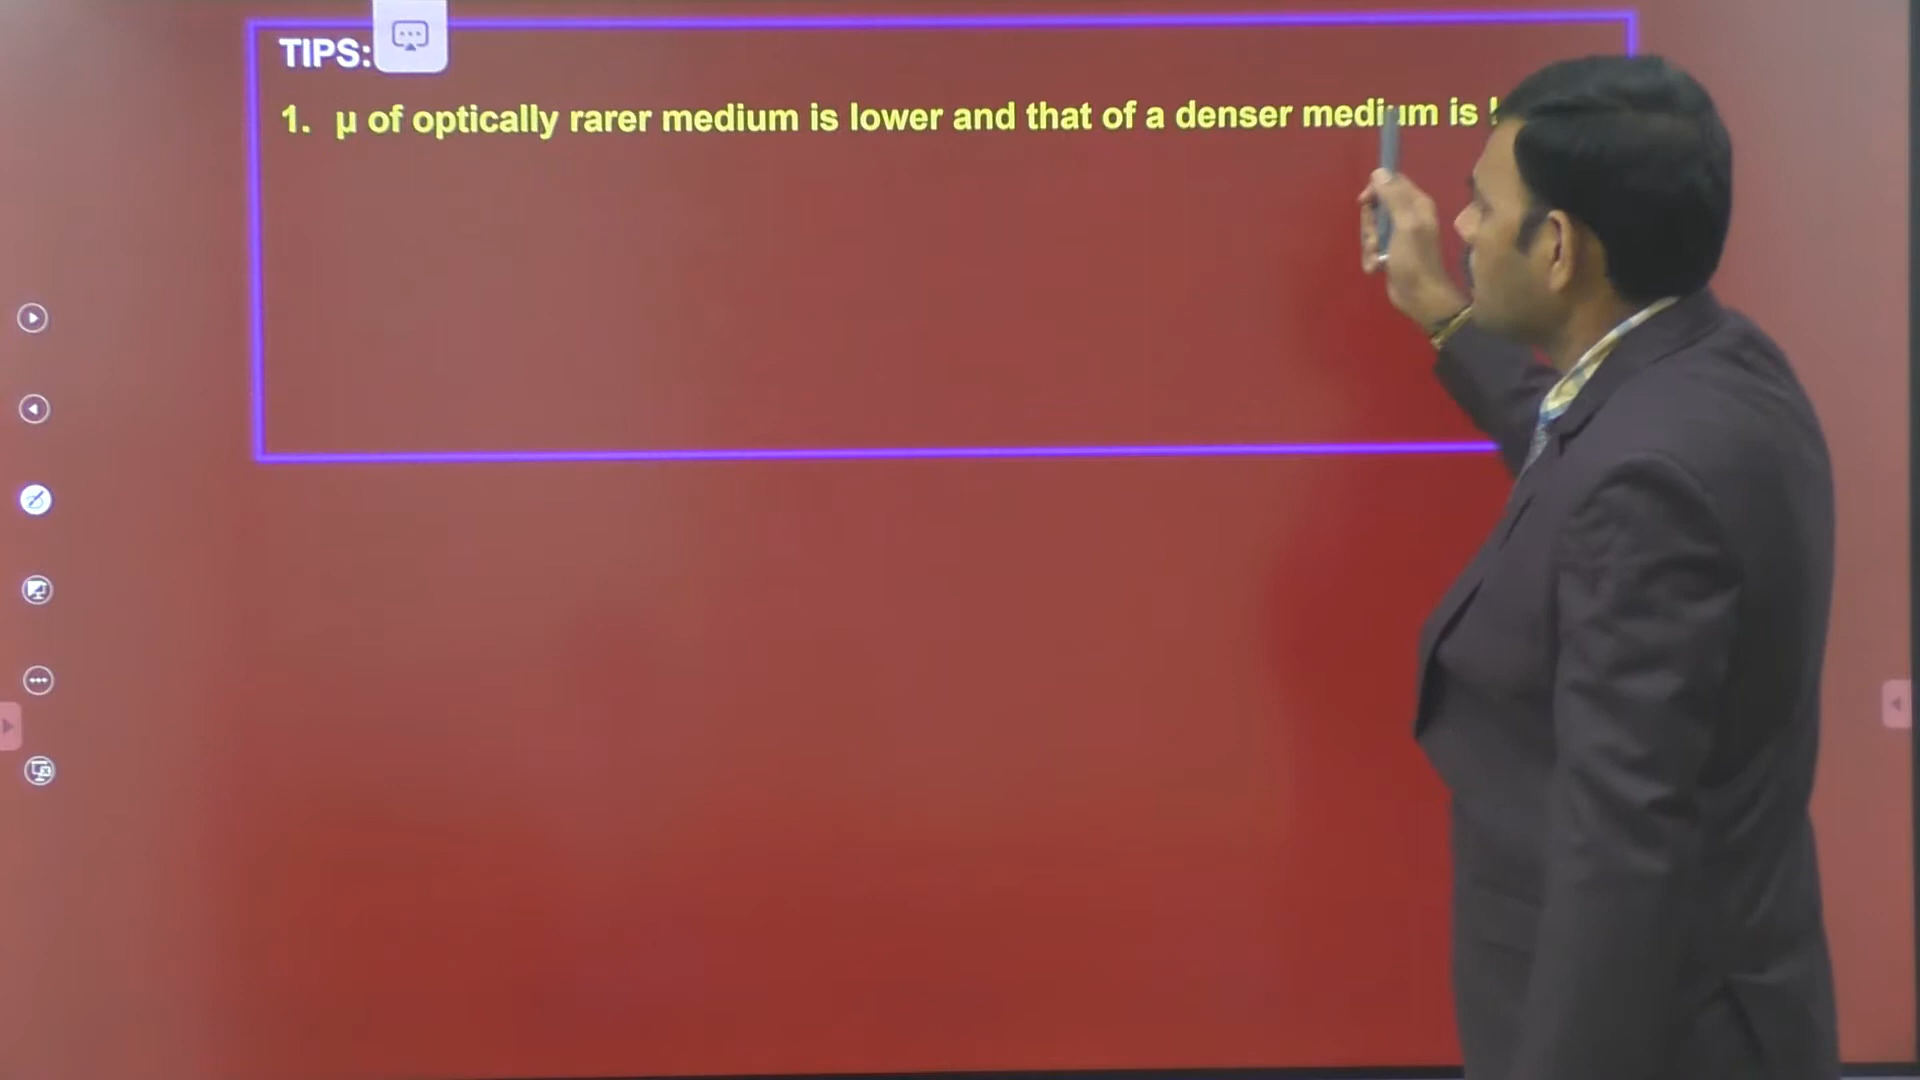 TIPS:
1. μ of optically rarer medium is lower and that of a denser medium is